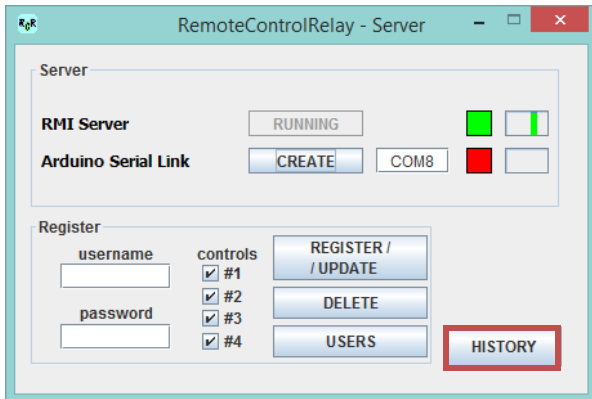 RCR RemoteControlRelay - Server
Server
RMI Server RUNNING
Arduino Serial Link CREATE COM8
Register
username controls
#1
#2
#3
#4
password
REGISTER /
/ UPDATE
DELETE
USERS
HISTORY